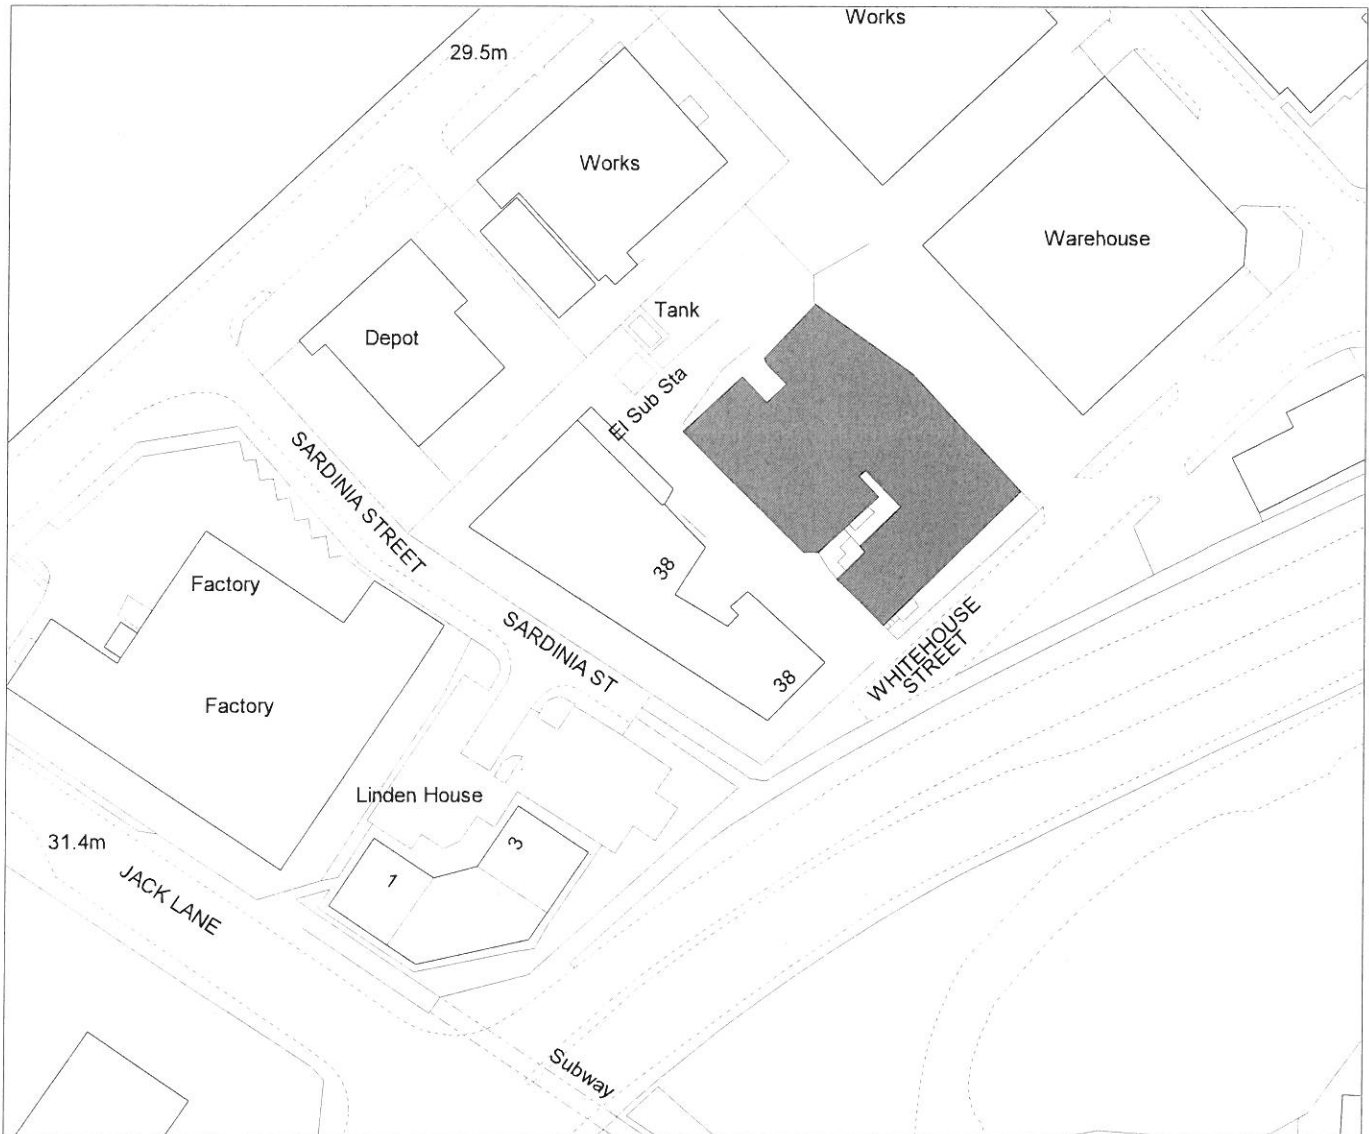 Works
29.5m
Works
Warehouse
Tank
Depot
El Sub Sta
SARDINIA STREET
38
Factory
SARDINIA ST
WHITEHOUSE
STREET
38
Factory
Linden House
31.4m
3
1
JACK LANE
Subway